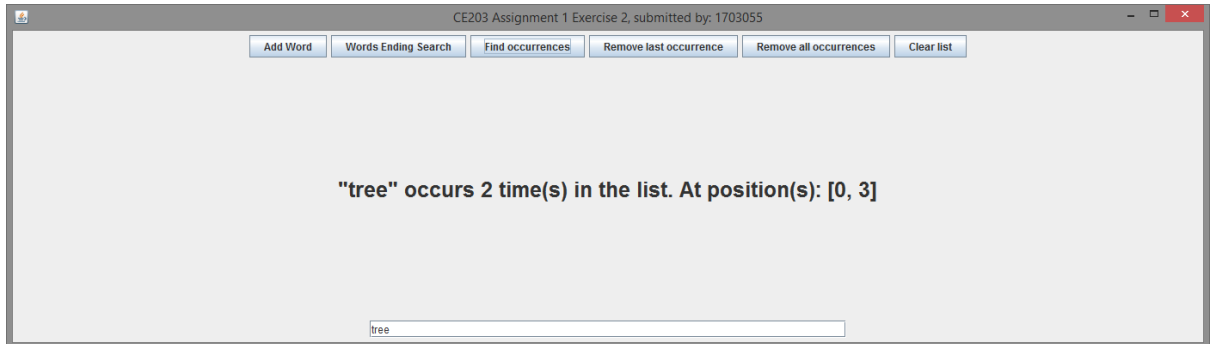 CE203 Assignment 1 Exercise 2, submitted by: 1703055
Add Word Words Ending Search Find occurrences Remove last occurrence Remove all occurrences Clear list
"tree" occurs 2 time(s) in the list. At position(s): [0, 3]
tree